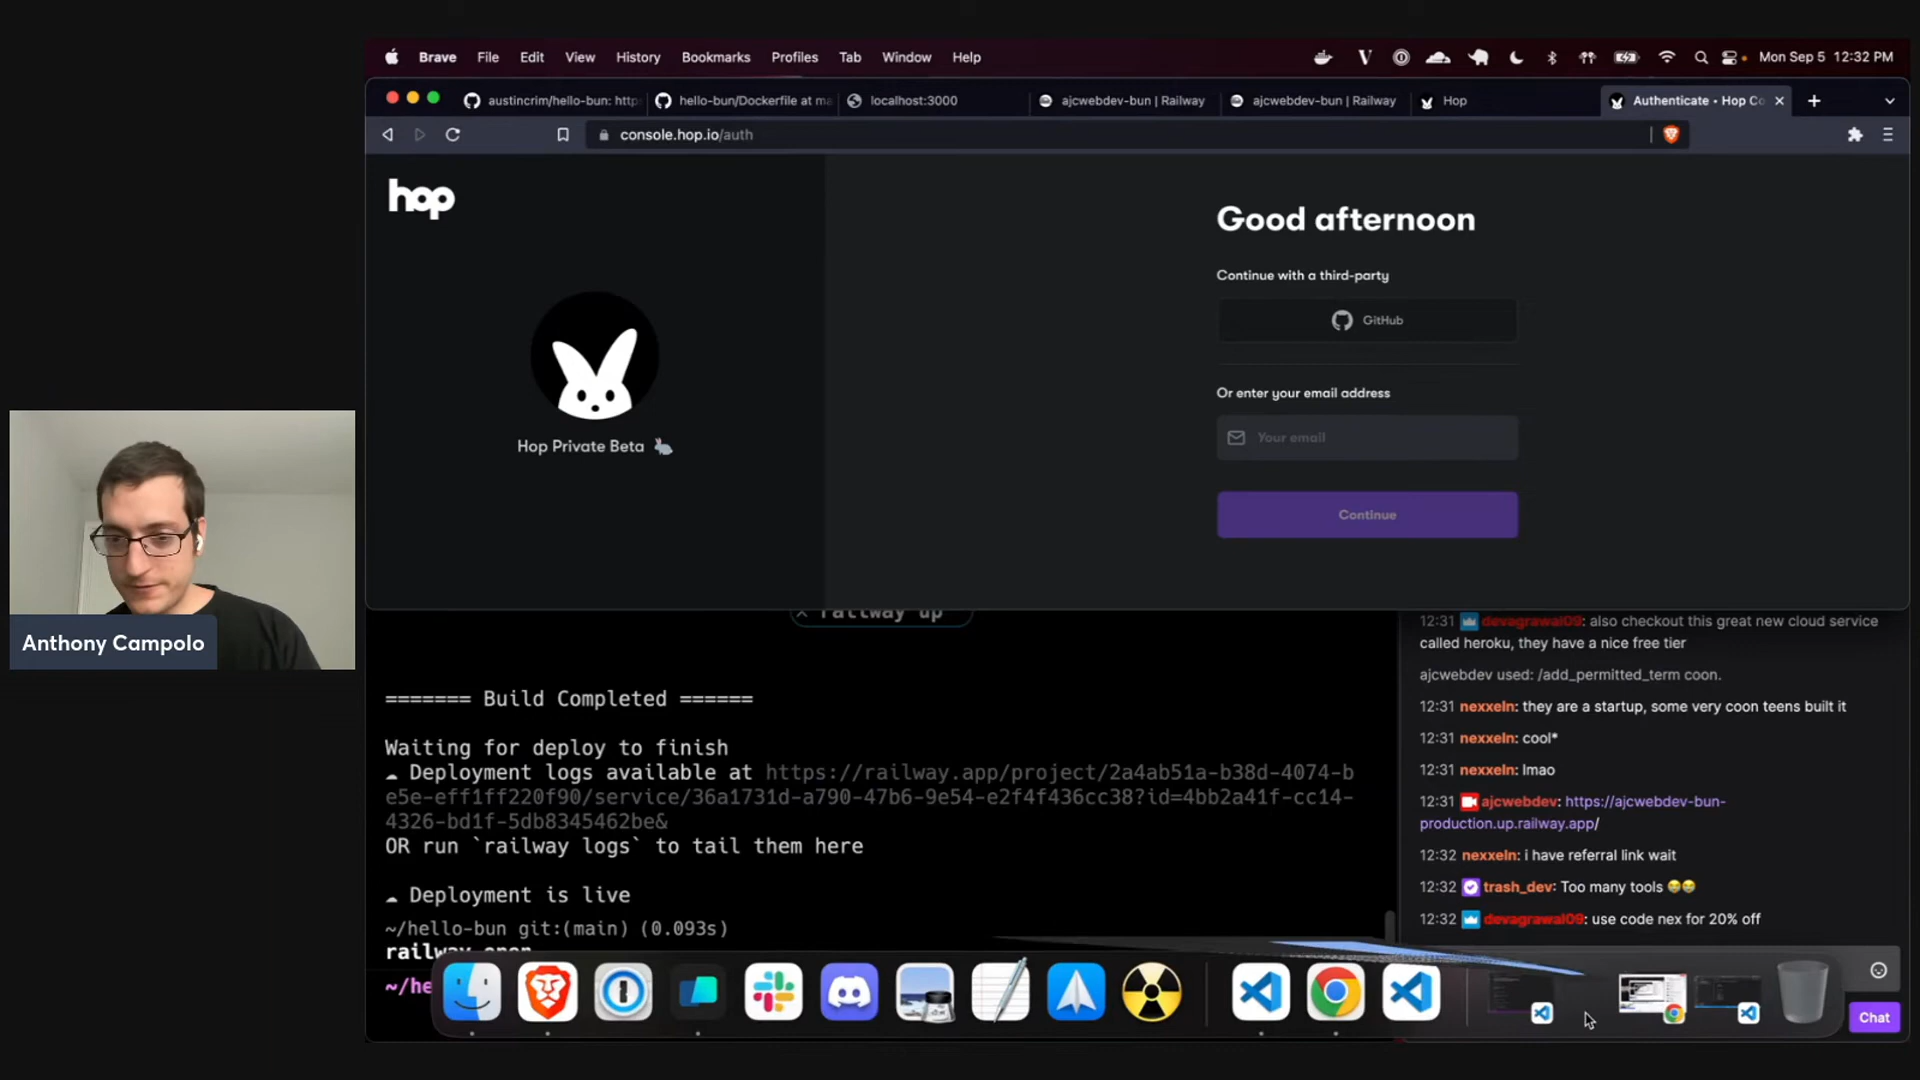 Brave File Edit View History Bookmarks Profiles Tab Window Help
V
Mon Sep 5 12:32 PM
austincrim/hello-bun: http
hello-bun/Dockerfile at ma
localhost:3000
ajcwebdev-bun | Railway
ajcwebdev-bun | Railway
Hop
Authenticate • Hop Co
console.hop.io/auth
hop
Good afternoon
Continue with a third-party
GitHub
Or enter your email address
Your email
Continue
Hop Private Beta
Anthony Campolo
railway up
======= Build Completed ======
Waiting for deploy to finish
☁ Deployment logs available at https://railway.app/project/2a4ab51a-b38d-4074-b
e5e-eff1ff220f90/service/36a1731d-a790-47b6-9e54-e2f4f436cc38?id=4bb2a41f-cc14-
4326-bd1f-5db8345462be&
OR run `railway logs` to tail them here
☁ Deployment is live
~/hello-bun git:(main) (0.093s)
railway open
~/he
12:31 devagrawal09: also checkout this great new cloud service
called heroku, they have a nice free tier
ajcwebdev used: /add_permitted_term coon.
12:31 nexxeln: they are a startup, some very coon teens built it
12:31 nexxeln: cool*
12:31 nexxeln: lmao
12:31 ajcwebdev: https://ajcwebdev-bun-
production.up.railway.app/
12:32 nexxeln: i have referral link wait
12:32 trash_dev: Too many tools 😂😂
12:32 devagrawal09: use code nex for 20% off
Chat